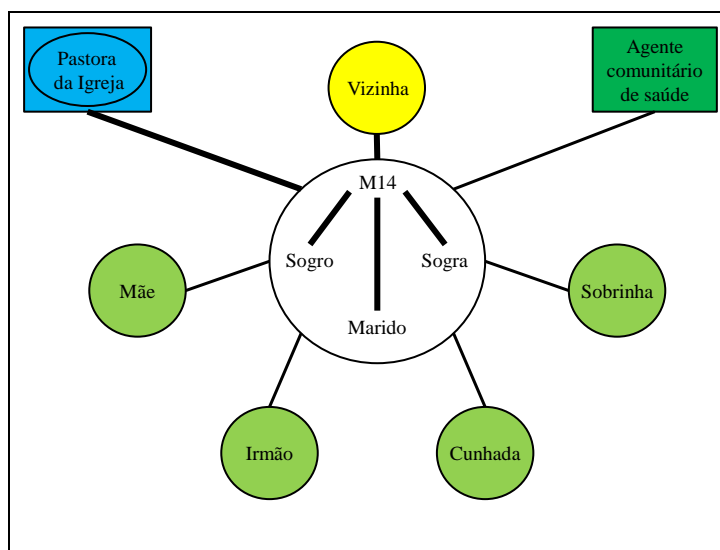 Pastora
da Igreja
Vizinha
Agente
comunitário
de saúde
M14
Sogro
Sogra
Marido
Mãe
Sobrinha
Irmão
Cunhada